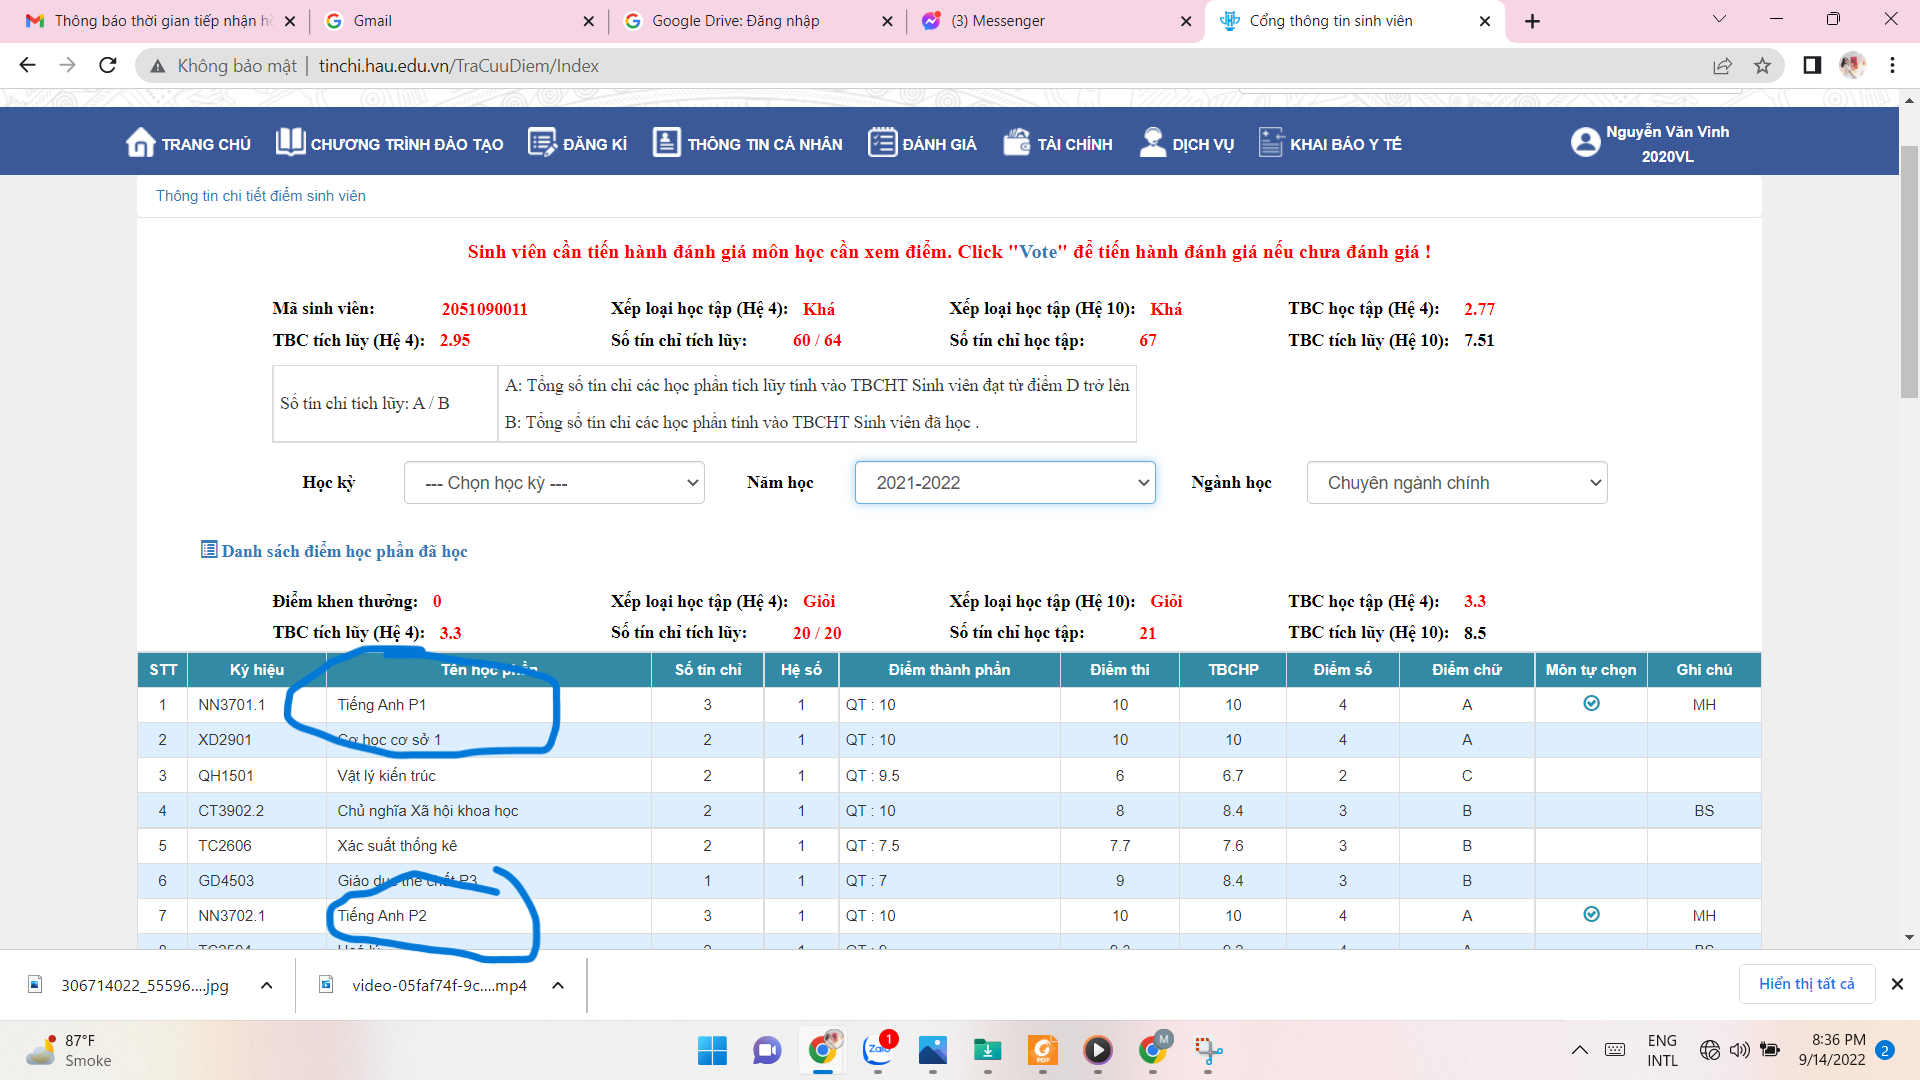 Thông báo thời gian tiếp nhận h
Gmail
Google Drive: Đăng nhập
(3) Messenger
Cổng thông tin sinh viên
Không bảo mật | tinchi.hau.edu.vn/TraCuuDiem/Index
TRANG CHỦ CHƯƠNG TRÌNH ĐÀO TẠO ĐĂNG KÍ THÔNG TIN CÁ NHÂN ĐÁNH GIÁ TÀI CHÍNH DỊCH VỤ KHAI BÁO Y TẾ
Nguyễn Văn Vinh
2020VL
Thông tin chi tiết điểm sinh viên
Sinh viên cần tiến hành đánh giá môn học cần xem điểm. Click "Vote" để tiến hành đánh giá nếu chưa đánh giá !
Mã sinh viên: 2051090011 Xếp loại học tập (Hệ 4): Khá Xếp loại học tập (Hệ 10): Khá TBC học tập (Hệ 4): 2.77
TBC tích lũy (Hệ 4): 2.95 Số tín chỉ tích lũy: 60 / 64 Số tín chỉ học tập: 67 TBC tích lũy (Hệ 10): 7.51
Số tín chỉ tích lũy: A / B
A: Tổng số tín chỉ các học phần tích lũy tính vào TBCHT Sinh viên đạt từ điểm D trở lên
B: Tổng số tín chỉ các học phần tính vào TBCHT Sinh viên đã học .
Học kỳ --- Chọn học kỳ --- Năm học 2021-2022 Ngành học Chuyên ngành chính
Danh sách điểm học phần đã học
Điểm khen thưởng: 0 Xếp loại học tập (Hệ 4): Giỏi Xếp loại học tập (Hệ 10): Giỏi TBC học tập (Hệ 4): 3.3
TBC tích lũy (Hệ 4): 3.3 Số tín chỉ tích lũy: 20 / 20 Số tín chỉ học tập: 21 TBC tích lũy (Hệ 10): 8.5
STT Ký hiệu Tên học phần Số tín chỉ Hệ số Điểm thành phần Điểm thi TBCHP Điểm số Điểm chữ Môn tự chọn Ghi chú
1 NN3701.1 Tiếng Anh P1 3 1 QT : 10 10 10 4 A MH
2 XD2901 Cơ học cơ sở 1 2 1 QT : 10 10 10 4 A
3 QH1501 Vật lý kiến trúc 2 1 QT : 9.5 6 6.7 2 C
4 CT3902.2 Chủ nghĩa Xã hội khoa học 2 1 QT : 10 8 8.4 3 B BS
5 TC2606 Xác suất thống kê 2 1 QT : 7.5 7.7 7.6 3 B
6 GD4503 Giáo dục thể chất P3 1 1 QT : 7 9 8.4 3 B
7 NN3702.1 Tiếng Anh P2 3 1 QT : 10 10 10 4 A MH
306714022_55596....jpg
video-05faf74f-9c....mp4
Hiển thị tất cả
87°F
Smoke
Zalo 1
M
ENG
INTL
8:36 PM
9/14/2022
2